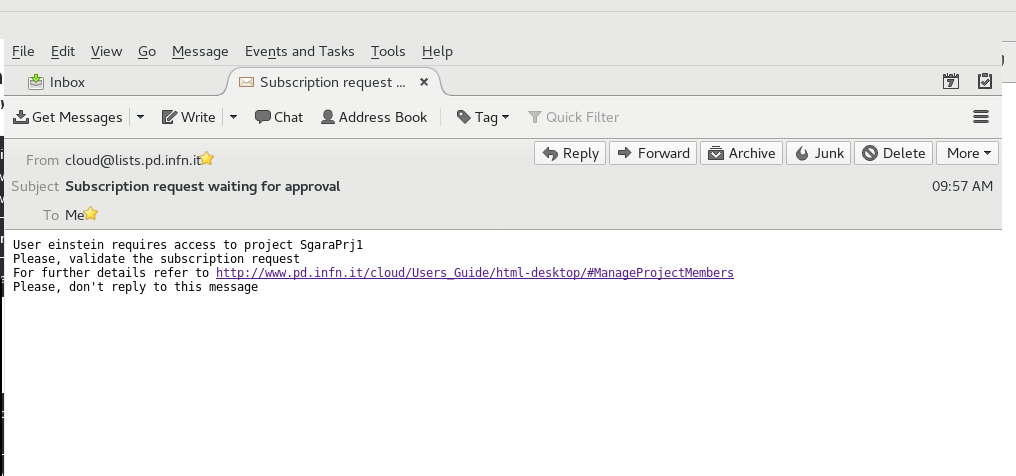 File Edit View Go Message Events and Tasks Tools Help
Inbox Subscription request ... 7
Get Messages Write Chat Address Book Tag Quick Filter
From cloud@lists.pd.infn.it Reply Forward Archive Junk Delete More
Subject Subscription request waiting for approval 09:57 AM
To Me
User einstein requires access to project SgaraPrj1
Please, validate the subscription request
For further details refer to http://www.pd.infn.it/cloud/Users_Guide/html-desktop/#ManageProjectMembers
Please, don't reply to this message